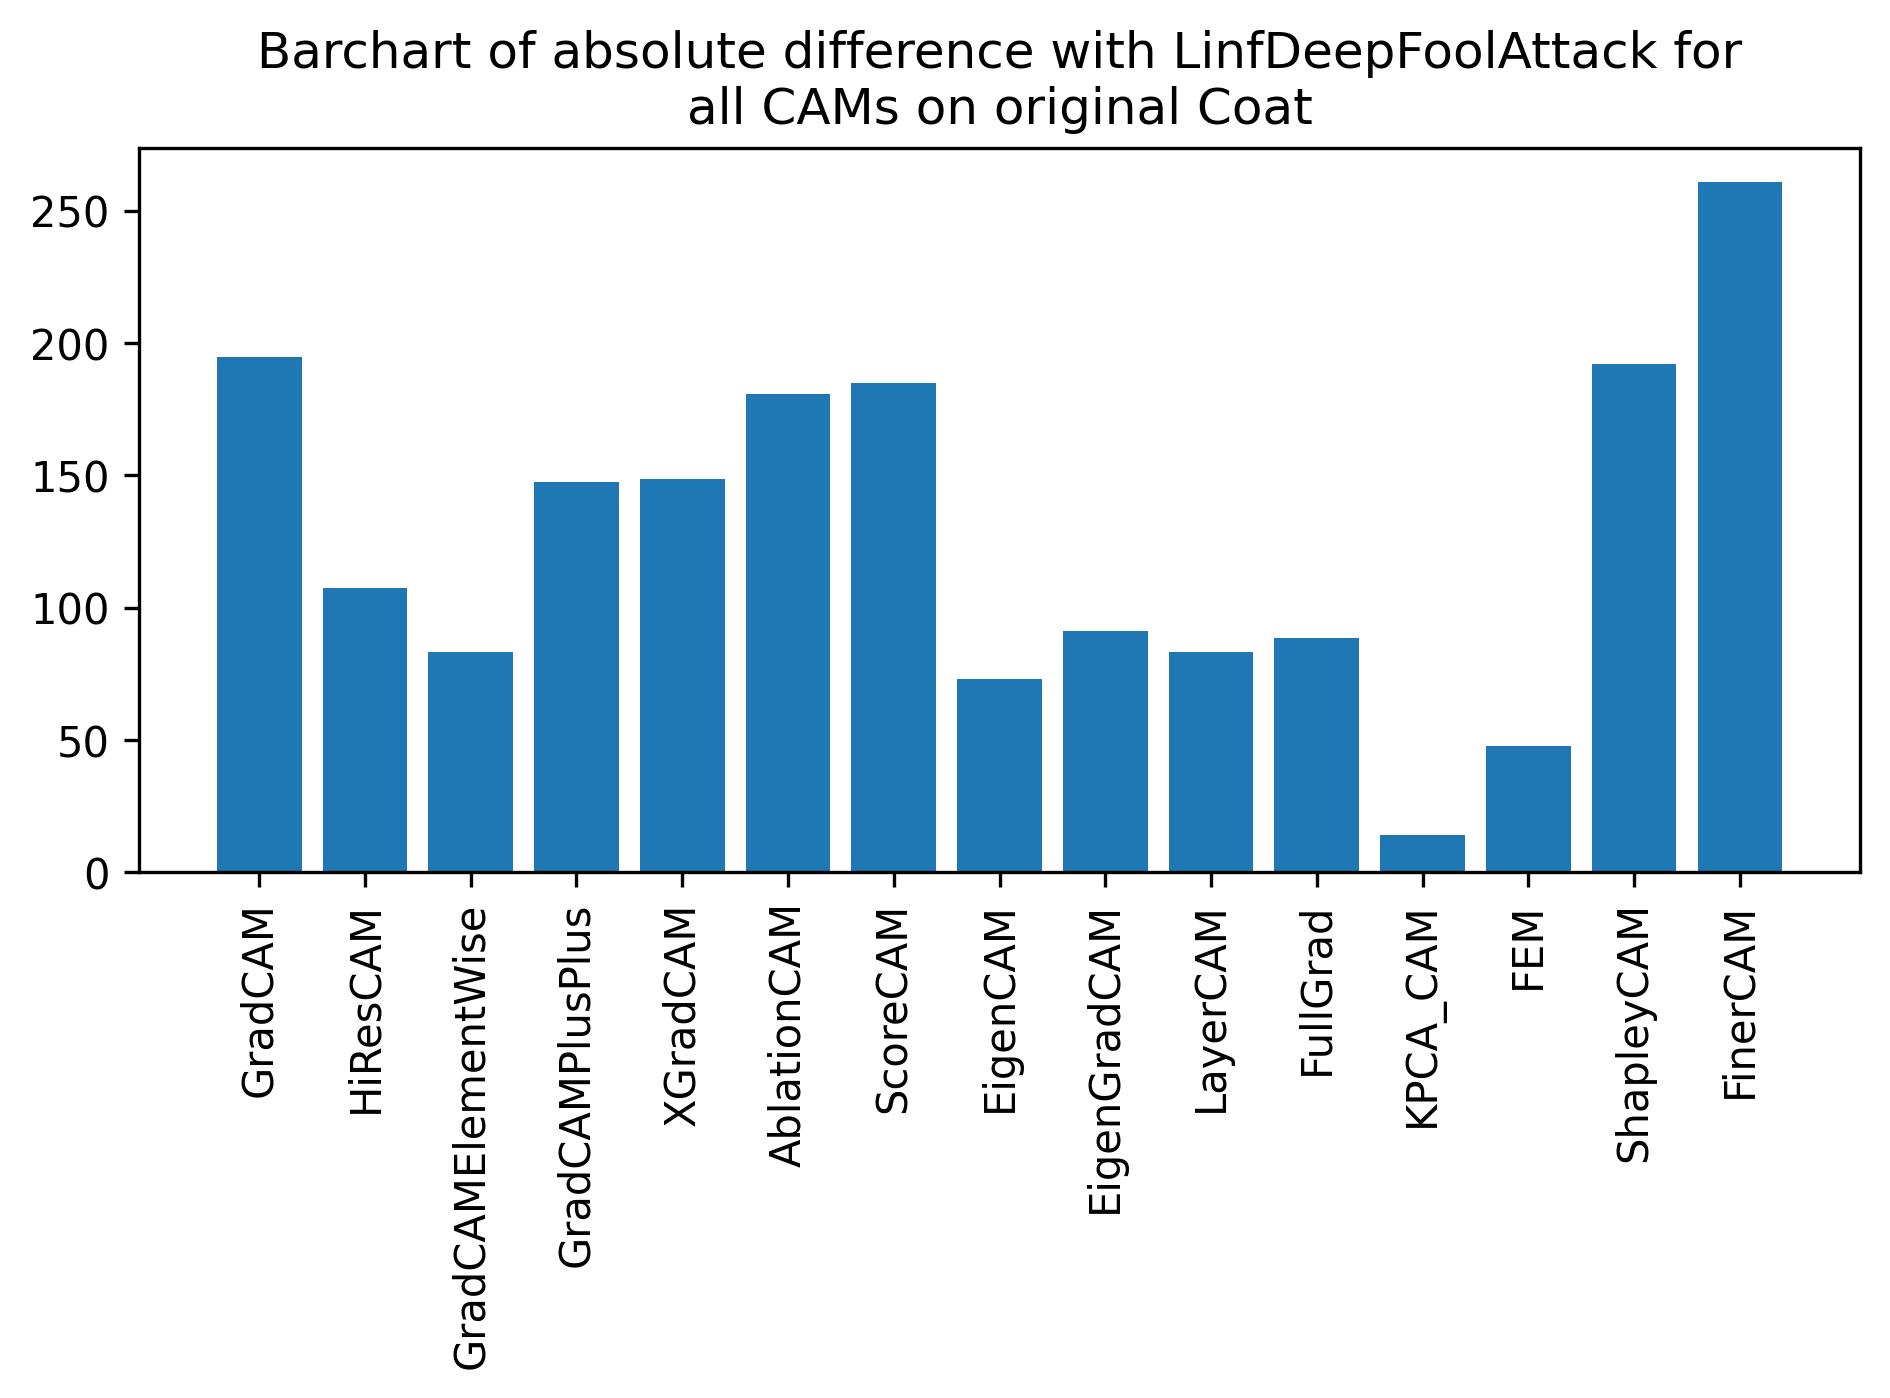 Barchart of absolute difference with LinfDeepFoolAttack for
all CAMs on original Coat
250
200
150
100
50
0
GradCAM
HiResCAM
GradCAMElementWise
GradCAMPlusPlus
XGradCAM
AblationCAM
ScoreCAM
EigenCAM
EigenGradCAM
LayerCAM
FullGrad
KPCA_CAM
FEM
ShapleyCAM
FinerCAM